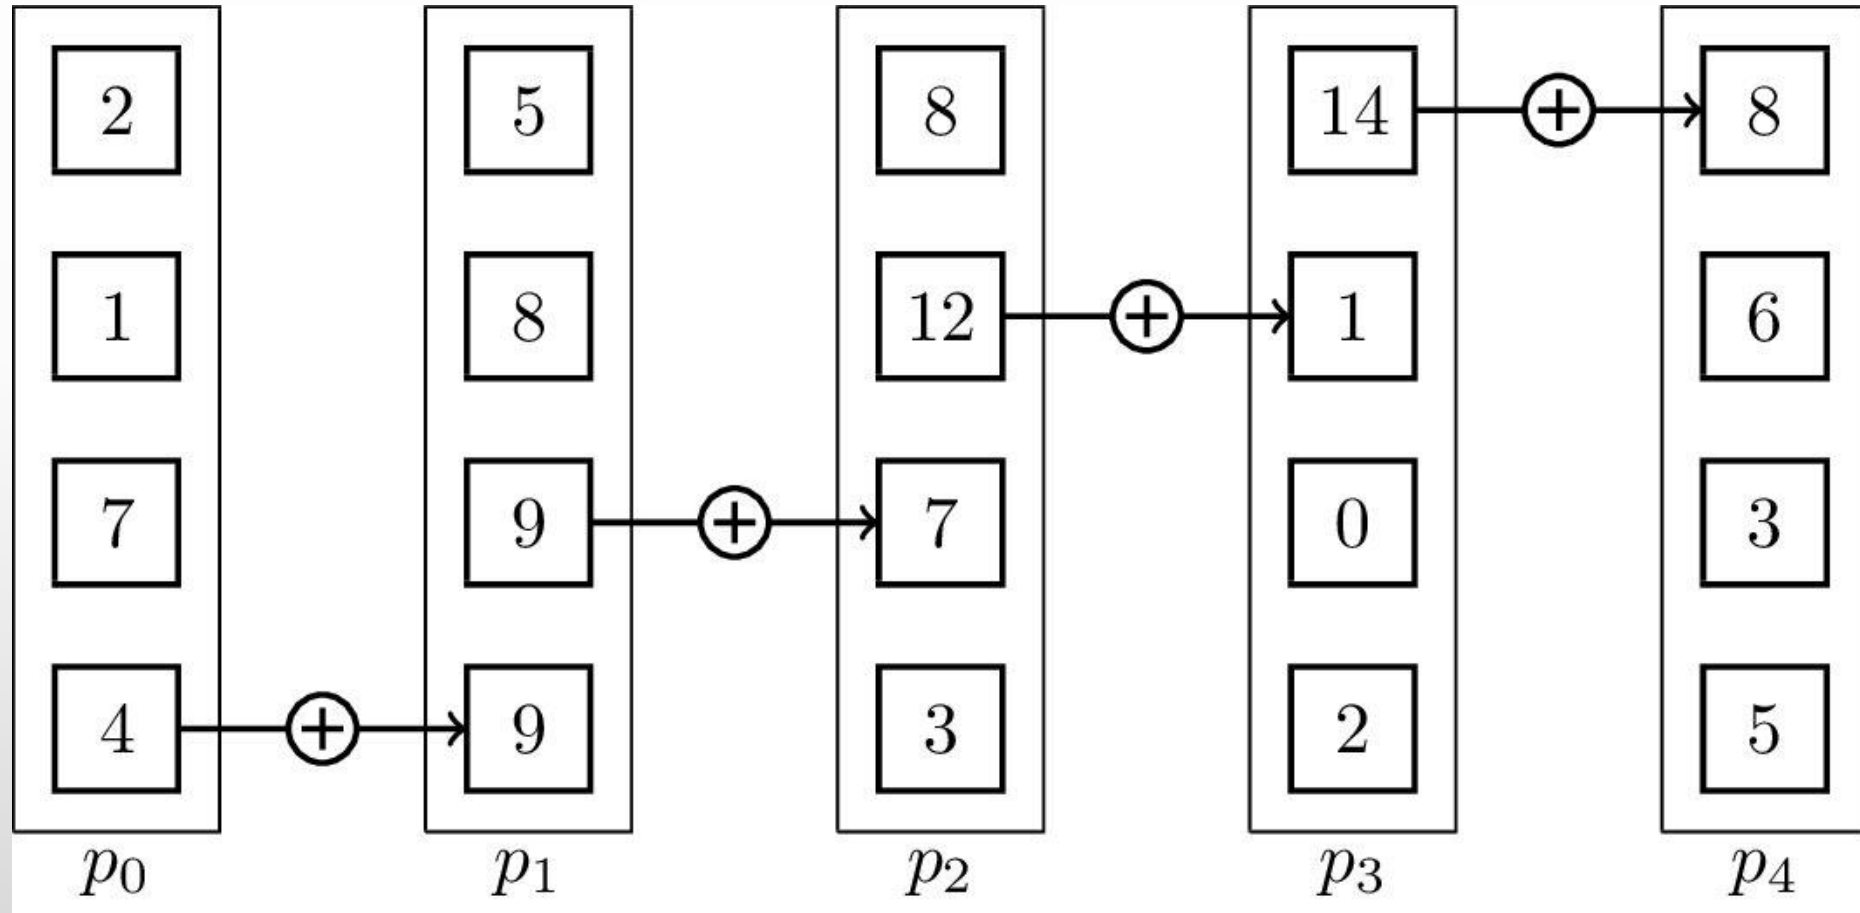 2 5 8 14 ⊕ 8
1 8 12 ⊕ 1 6
7 9 ⊕ 7 0 3
4 ⊕ 9 3 2 5
p₀ p₁ p₂ p₃ p₄